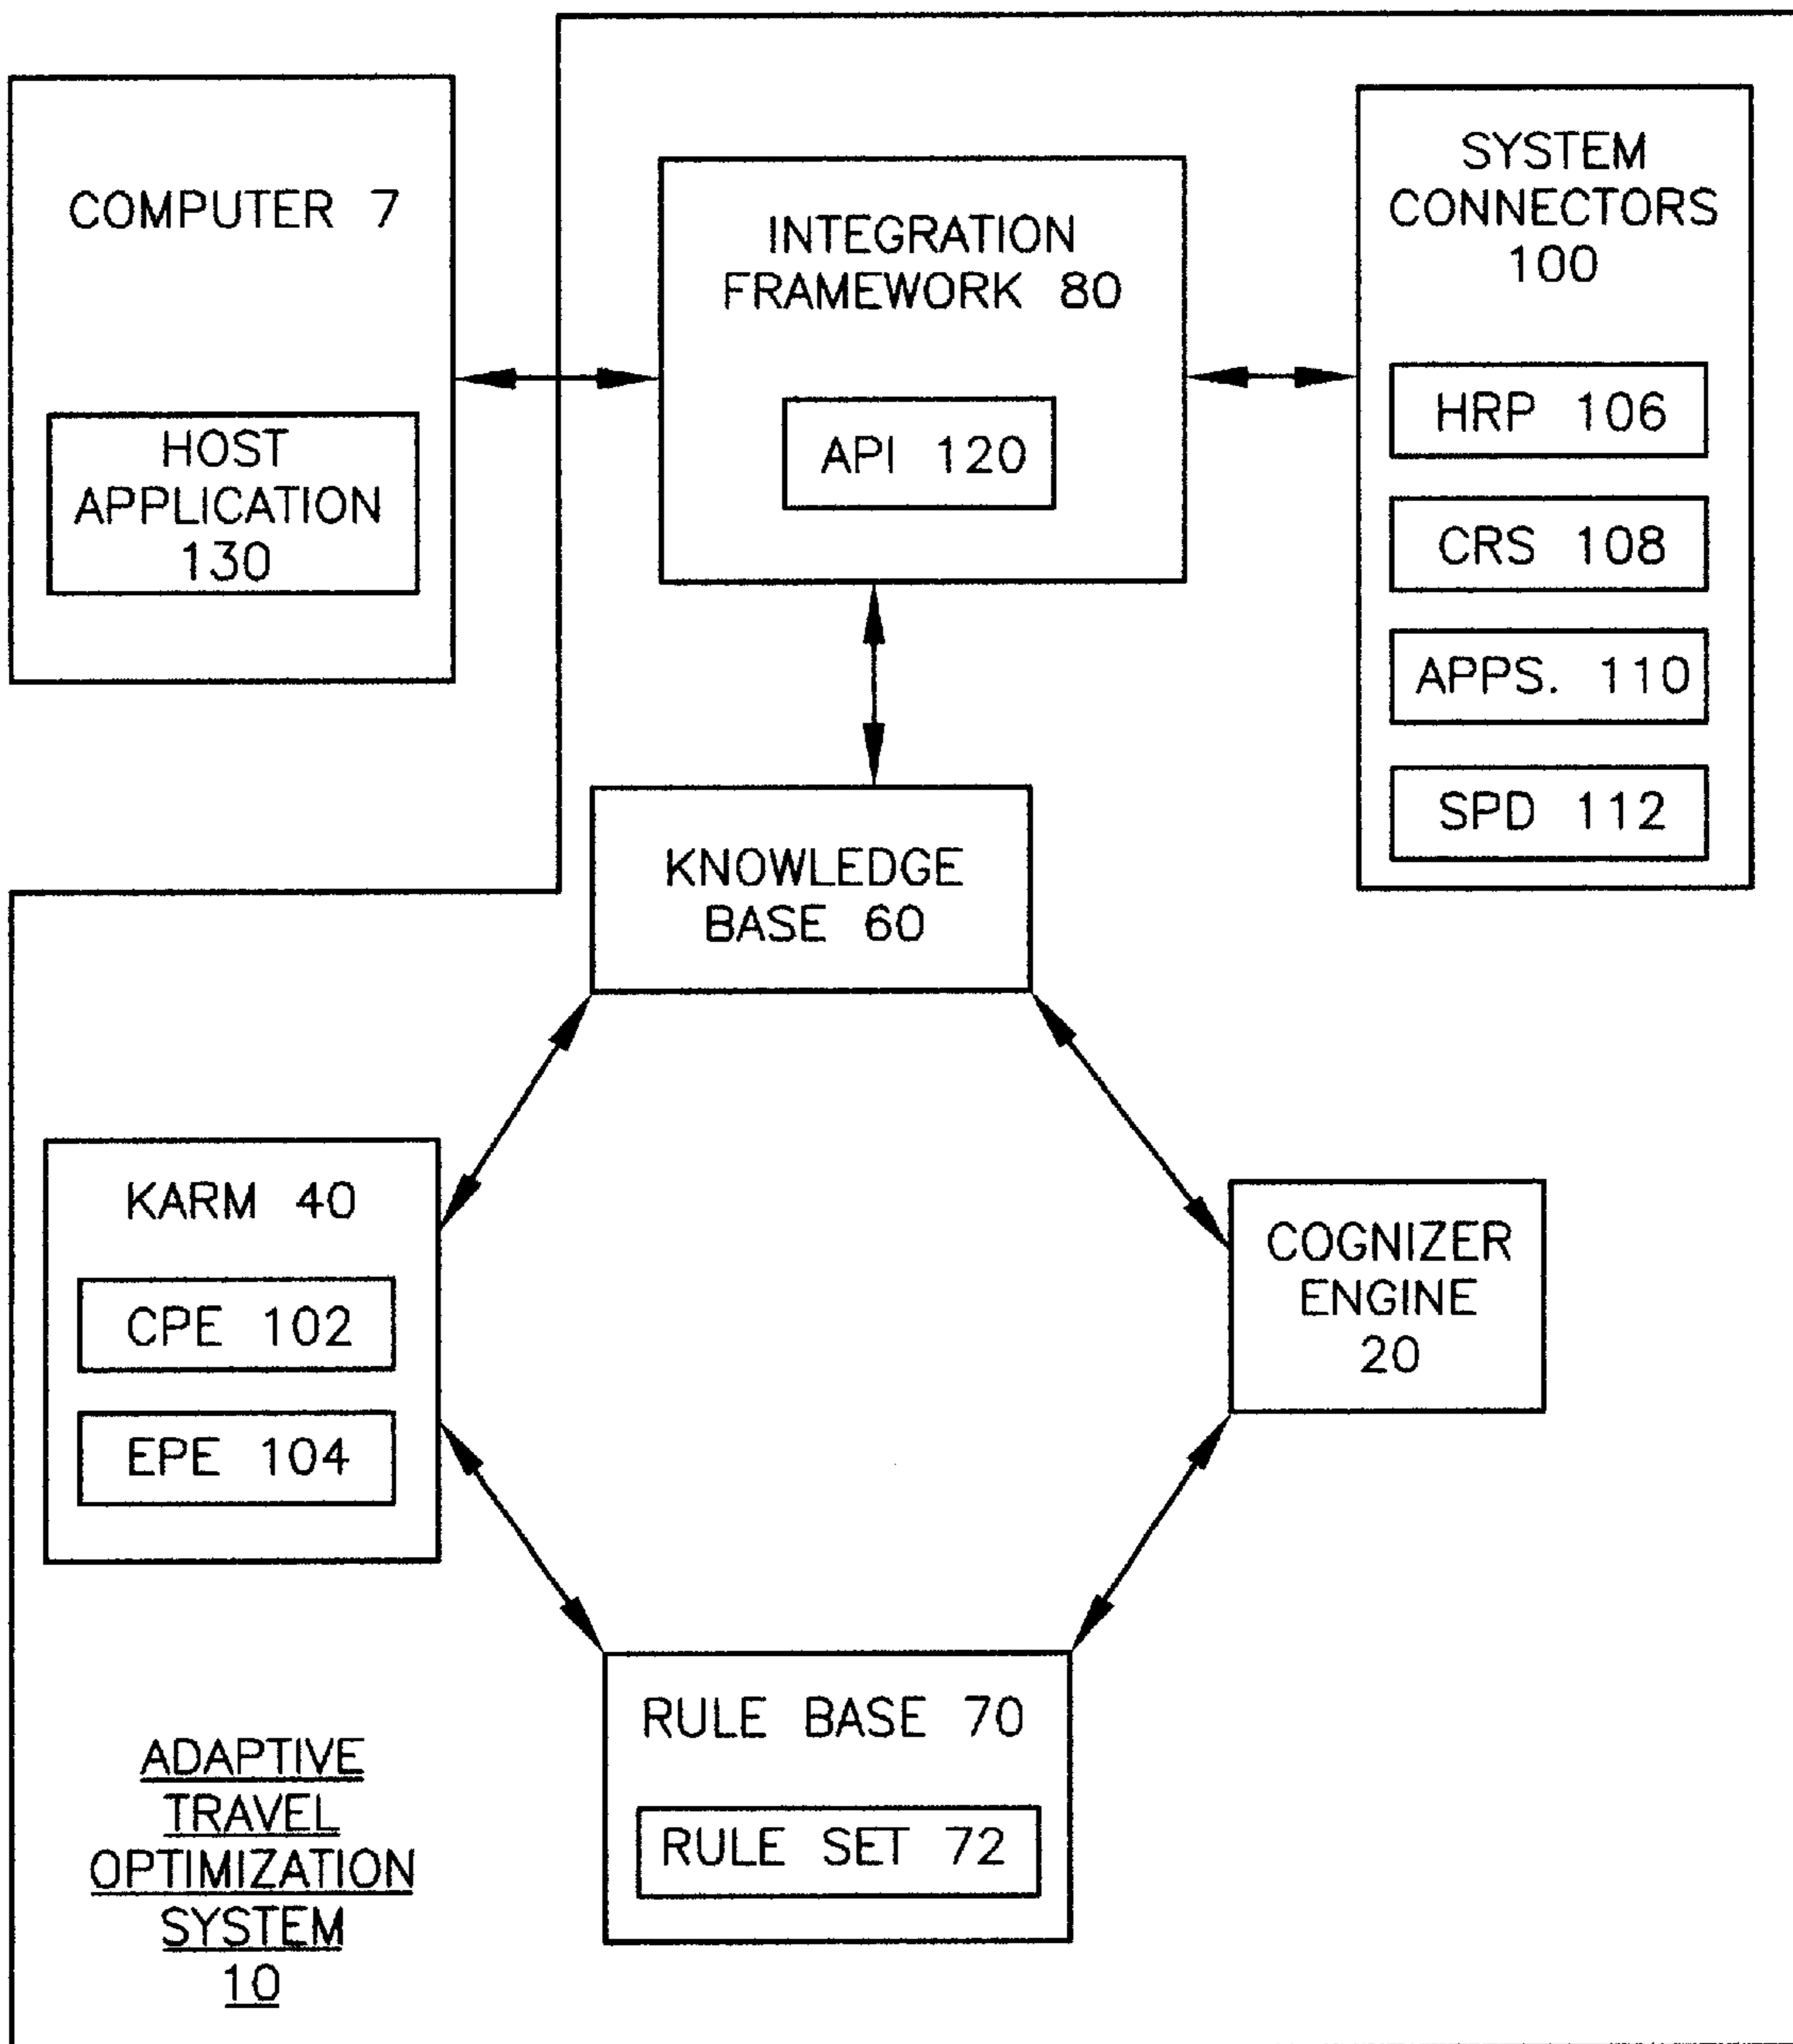 COMPUTER 7
HOST
APPLICATION
130
INTEGRATION
FRAMEWORK 80
API 120
SYSTEM
CONNECTORS
100
HRP 106
CRS 108
APPS. 110
SPD 112
KNOWLEDGE
BASE 60
KARM 40
CPE 102
EPE 104
COGNIZER
ENGINE
20
RULE BASE 70
RULE SET 72
ADAPTIVE
TRAVEL
OPTIMIZATION
SYSTEM
10